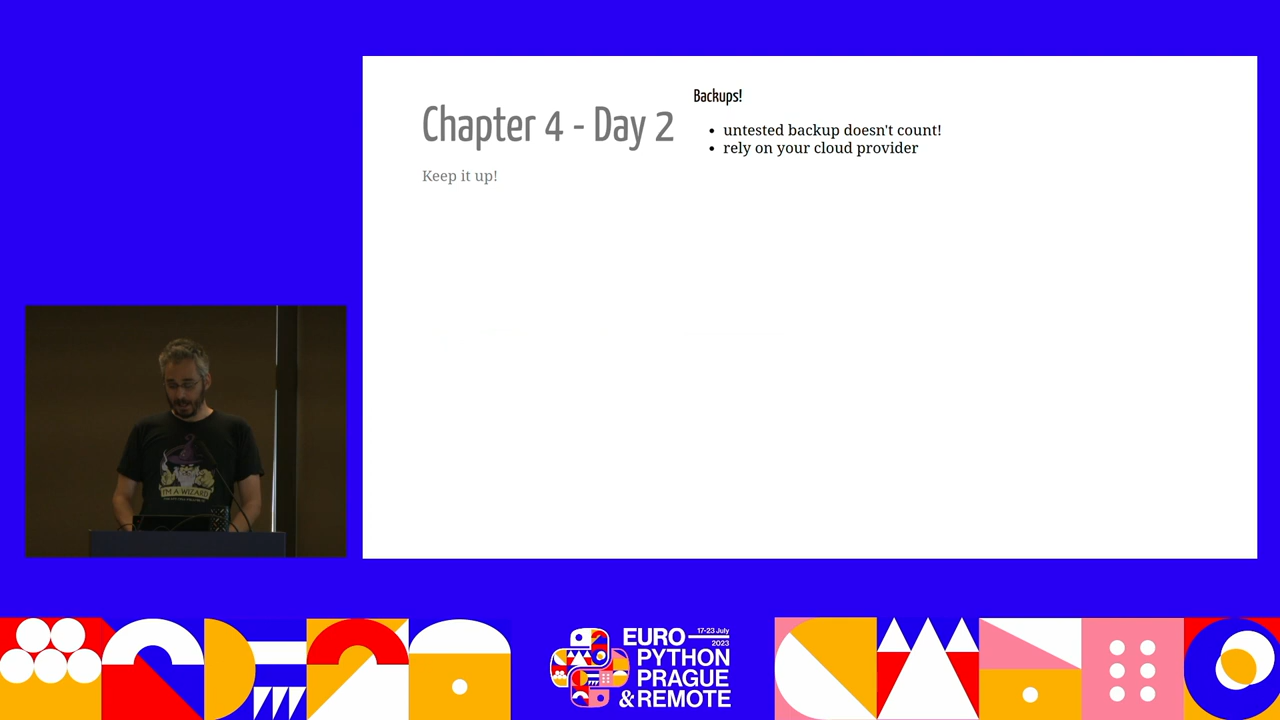 Chapter 4 - Day 2
Keep it up!
Backups!
untested backup doesn't count!
rely on your cloud provider
I'M A WIZARD
EURO 17-23 July 2023
PYTHON
PRAGUE
& REMOTE